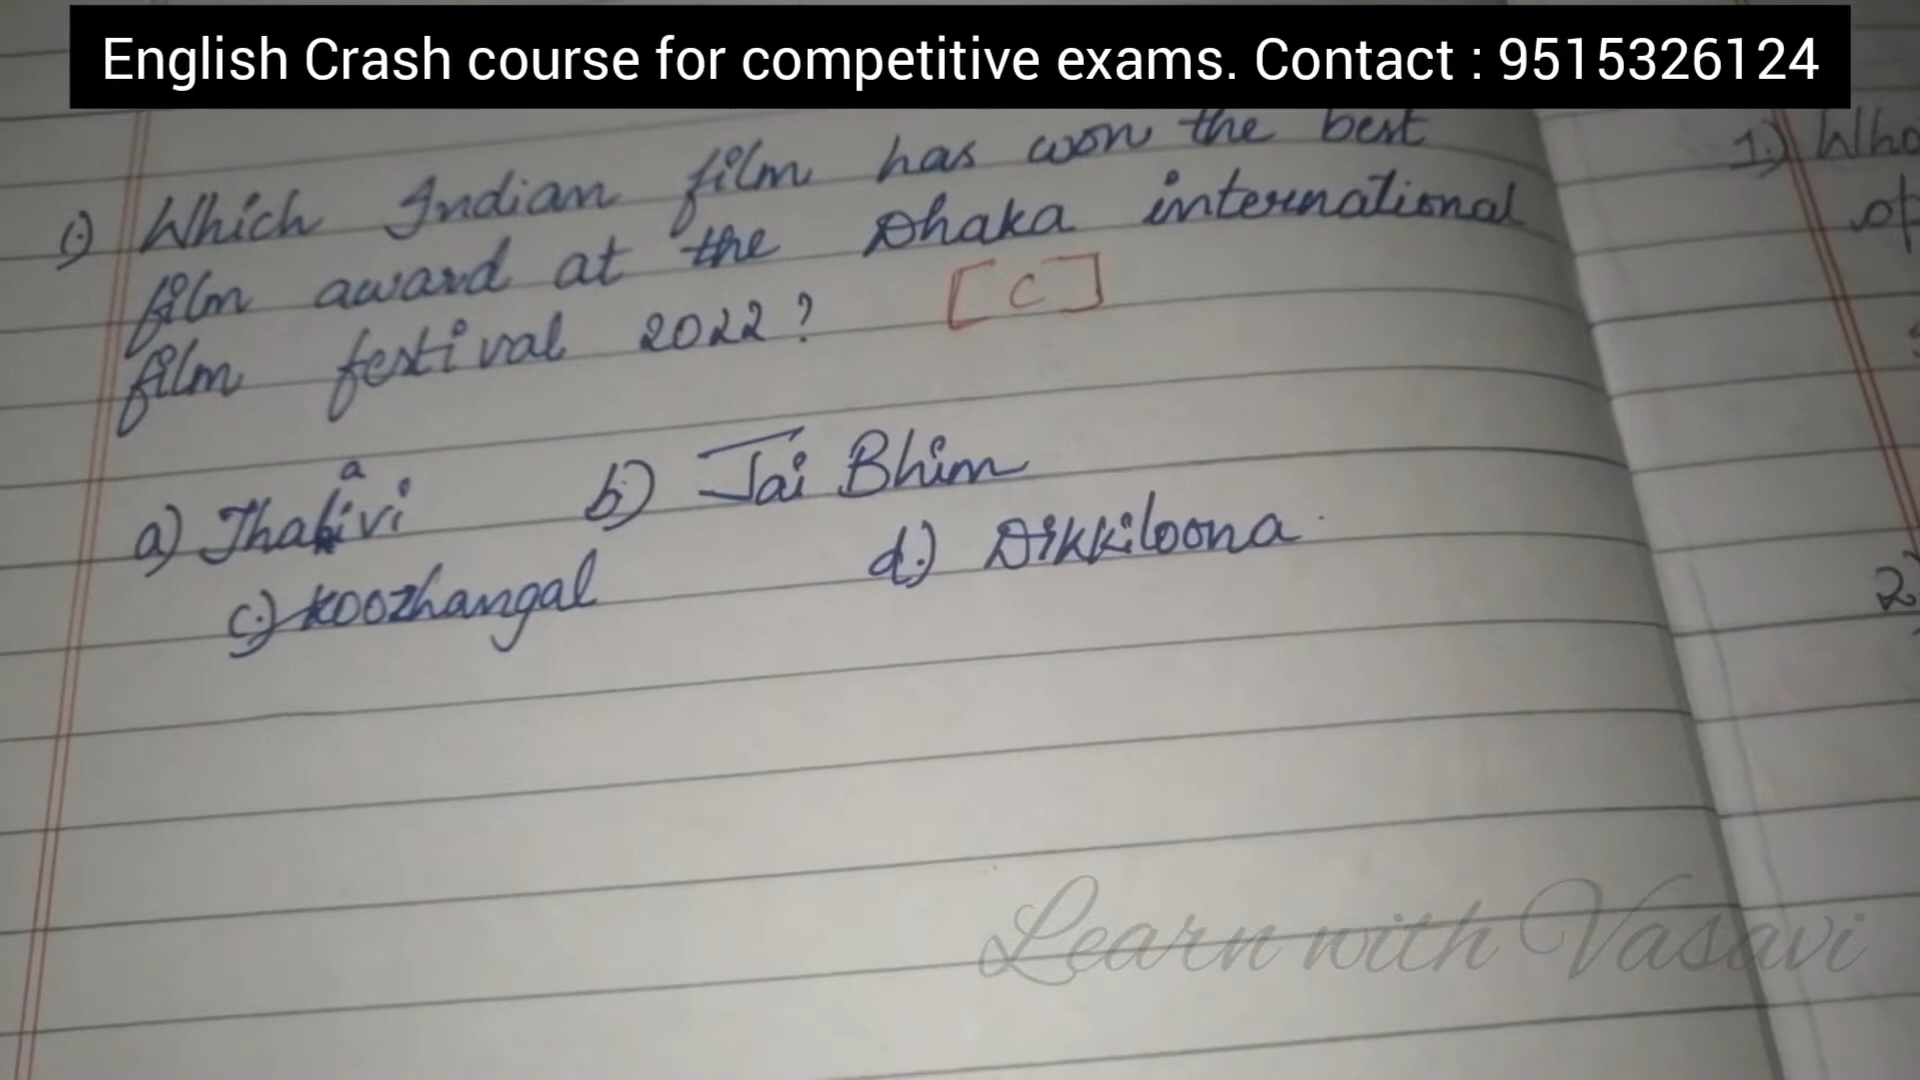 English Crash course for competitive exams. Contact : 9515326124
1.) Which Indian film has won the best
film award at the Dhaka international
film festival 2022? [C]
a) Thalaivi b) Jai Bhim
c.) Koozhangal d.) Dikkiloona
1.) Who
of
2
Learn with Vasavi